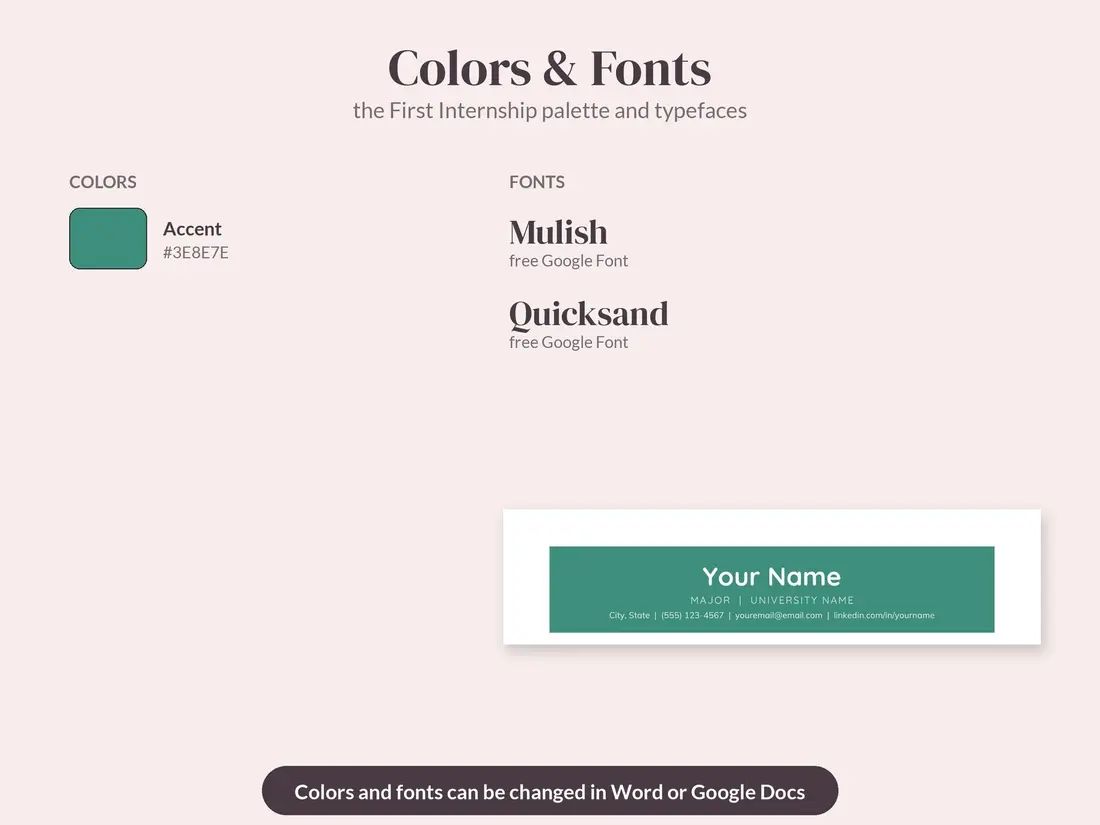 Colors & Fonts
the First Internship palette and typefaces
COLORS
Accent
#3E8E7E
FONTS
Mulish
free Google Font
Quicksand
free Google Font
Your Name
MAJOR | UNIVERSITY NAME
City, State | (555) 123-4567 | youremail@email.com | linkedin.com/in/yourname
Colors and fonts can be changed in Word or Google Docs